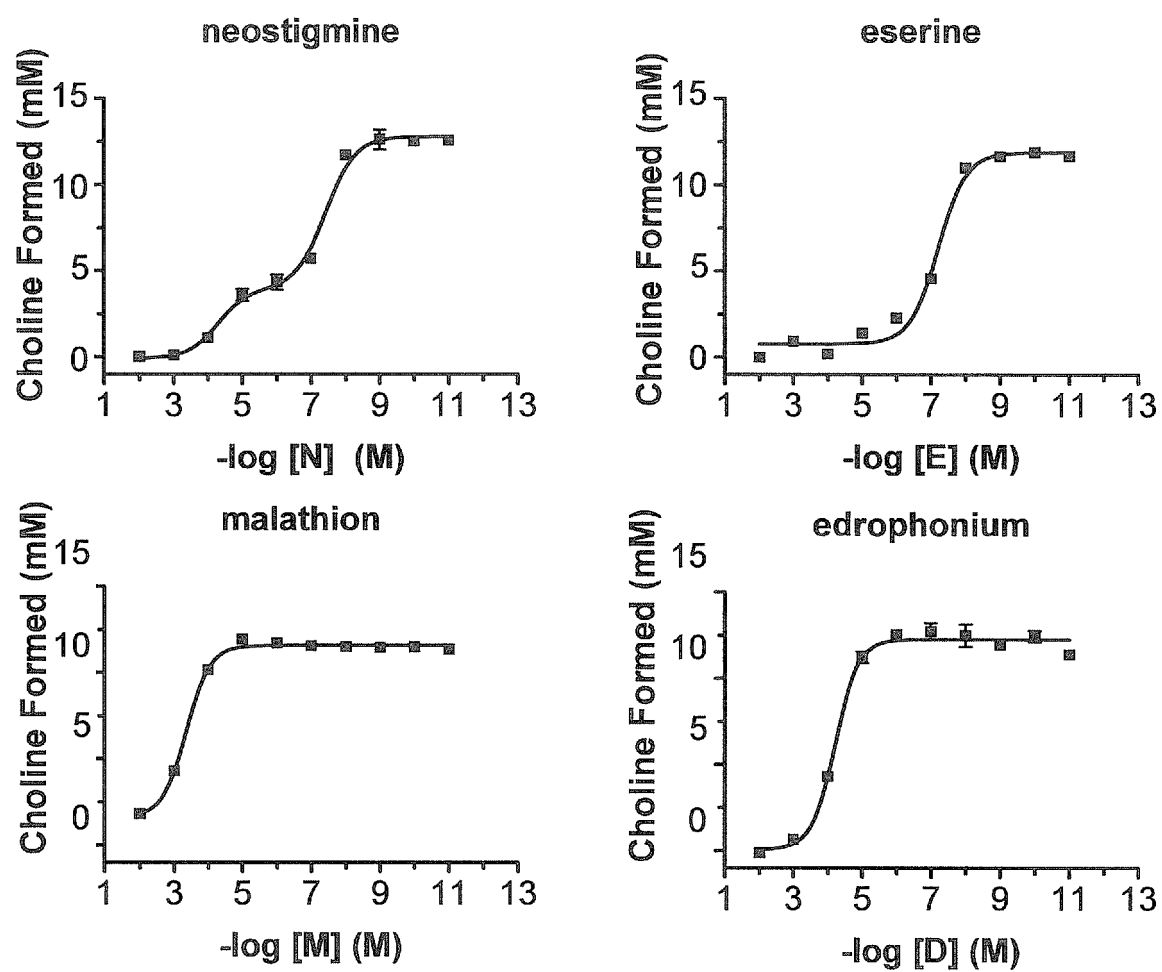 neostigmine
Choline Formed (mM)
15
10
5
0
1 3 5 7 9 11 13
-log [N] (M)
eserine
Choline Formed (mM)
15
10
5
0
1 3 5 7 9 11 13
-log [E] (M)
malathion
Choline Formed (mM)
15
10
5
0
1 3 5 7 9 11 13
-log [M] (M)
edrophonium
Choline Formed (mM)
15
10
5
0
1 3 5 7 9 11 13
-log [D] (M)